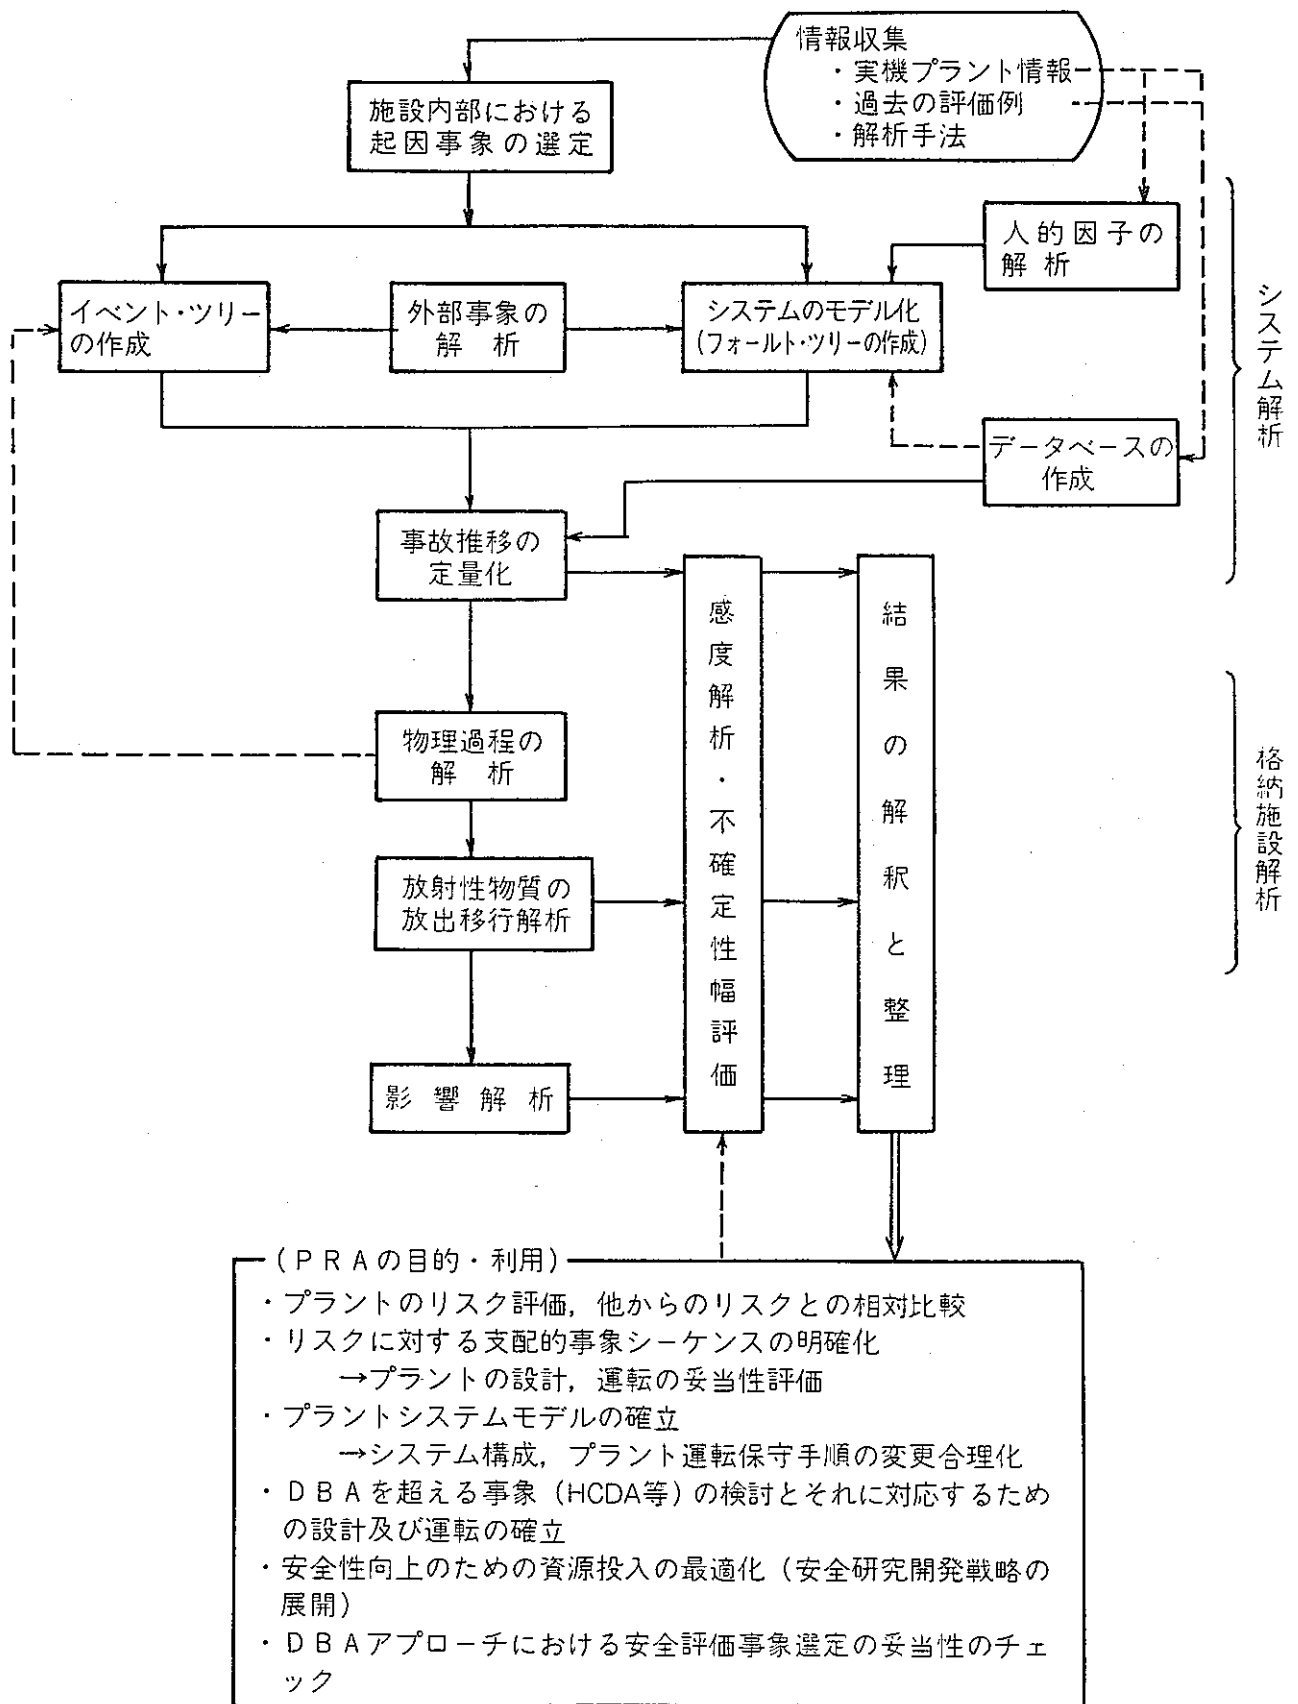 情報収集
・実機プラント情報
・過去の評価例
・解析手法
施設内部における
起因事象の選定
人的因子の
解析
イベント・ツリー
の作成
外部事象の
解析
システムのモデル化
(フォールト・ツリーの作成)
データベースの
作成
システム解析
事故推移の
定量化
物理過程の
解析
放射性物質の
放出移行解析
影響解析
感度解析・不確定性幅評価
結果の解釈と整理
格納施設解析
(PRAの目的・利用)
・プラントのリスク評価,他からのリスクとの相対比較
・リスクに対する支配的事象シーケンスの明確化
→プラントの設計,運転の妥当性評価
・プラントシステムモデルの確立
→システム構成,プラント運転保守手順の変更合理化
・DBAを超える事象(HCDA等)の検討とそれに対応するため
の設計及び運転の確立
・安全性向上のための資源投入の最適化(安全研究開発戦略の
展開)
・DBAアプローチにおける安全評価事象選定の妥当性のチェ
ック